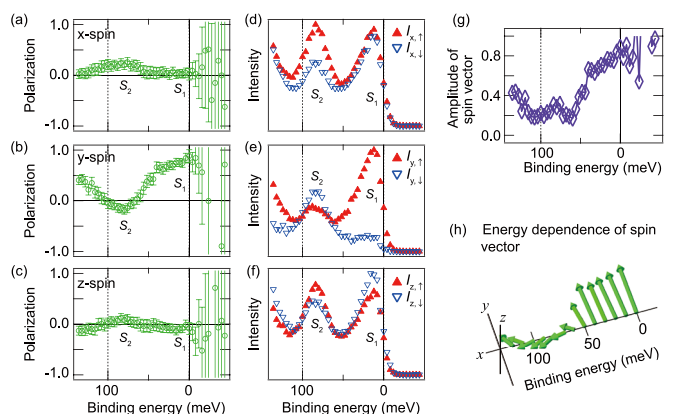 (a)
x-spin
1.0
0.0
-1.0
Polarization
S2
S1
(b)
y-spin
1.0
0.0
-1.0
Polarization
S2
S1
(c)
z-spin
1.0
0.0
-1.0
Polarization
S2
S1
100
0
Binding energy (meV)
(d)
Intensity
Ix,↑
Ix,↓
S2
S1
(e)
Intensity
Iy,↑
Iy,↓
S2
S1
(f)
Intensity
Iz,↑
Iz,↓
S2
S1
100
0
Binding energy (meV)
(g)
Amplitude of
spin vector
0.8
0.4
0.0
100
0
Binding energy (meV)
(h) Energy dependence of spin
vector
y
z
x
100
50
0
Binding energy (meV)